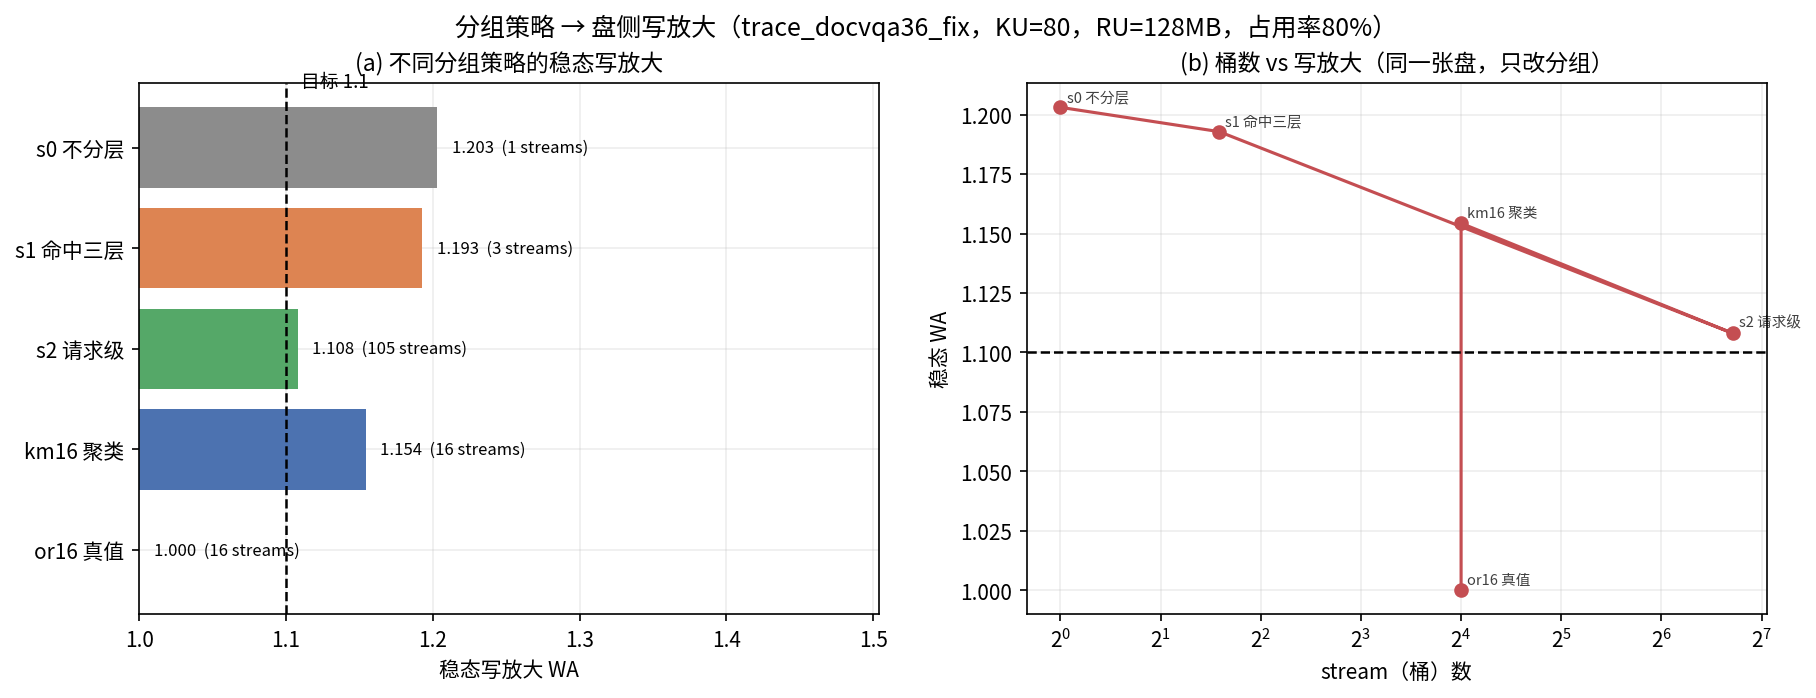 分组策略 → 盘侧写放大（trace_docvqa36_fix，KU=80，RU=128MB，占用率80%）
(a) 不同分组策略的稳态写放大
目标 1.1
s0 不分层
1.203 (1 streams)
s1 命中三层
1.193 (3 streams)
s2 请求级
1.108 (105 streams)
km16 聚类
1.154 (16 streams)
or16 真值
1.000 (16 streams)
1.0 1.1 1.2 1.3 1.4 1.5
稳态写放大 WA
(b) 桶数 vs 写放大（同一张盘，只改分组）
稳态 WA
1.200
1.175
1.150
1.125
1.100
1.075
1.050
1.025
1.000
s0 不分层
s1 命中三层
km16 聚类
s2 请求级
or16 真值
2⁰ 2¹ 2² 2³ 2⁴ 2⁵ 2⁶ 2⁷
stream（桶）数